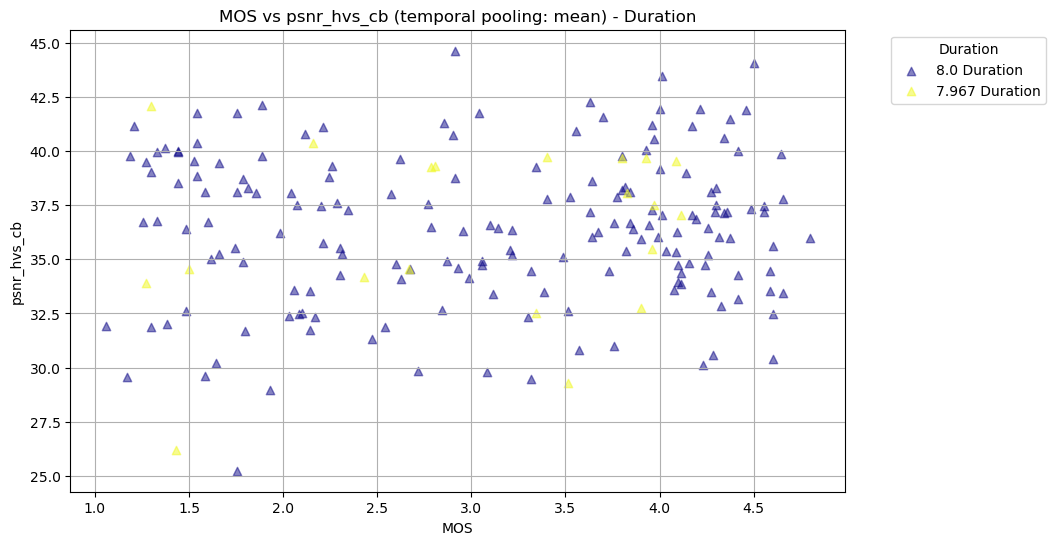 MOS vs psnr_hvs_cb (temporal pooling: mean) - Duration
Duration
8.0 Duration
7.967 Duration
psnr_hvs_cb
45.0
42.5
40.0
37.5
35.0
32.5
30.0
27.5
25.0
1.0 1.5 2.0 2.5 3.0 3.5 4.0 4.5
MOS